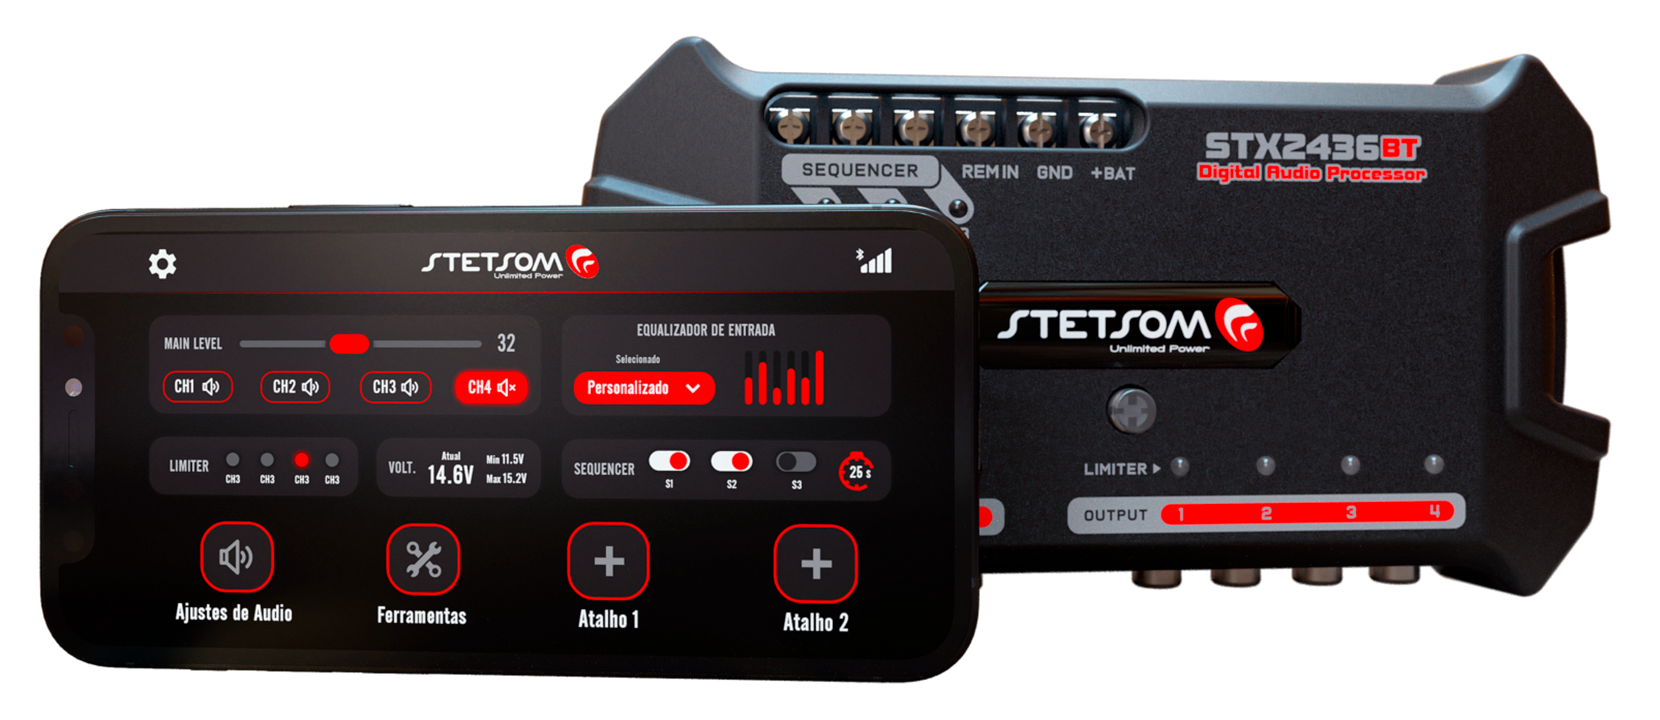 STETSOM
Unlimited Power
MAIN LEVEL 32
CH1 CH2 CH3 CH4
EQUALIZADOR DE ENTRADA
Selecionado
Personalizado
LIMITER
CH3 CH3 CH3 CH3
VOLT.
Atual
14.6V
Min 11.5V
Max 15.2V
SEQUENCER
S1 S2 S3
25 s
Ajustes de Audio
Ferramentas
Atalho 1
Atalho 2
SEQUENCER REM IN GND +BAT
STX2436BT
Digital Audio Processor
STETSOM
Unlimited Power
LIMITER
OUTPUT 1 2 3 4